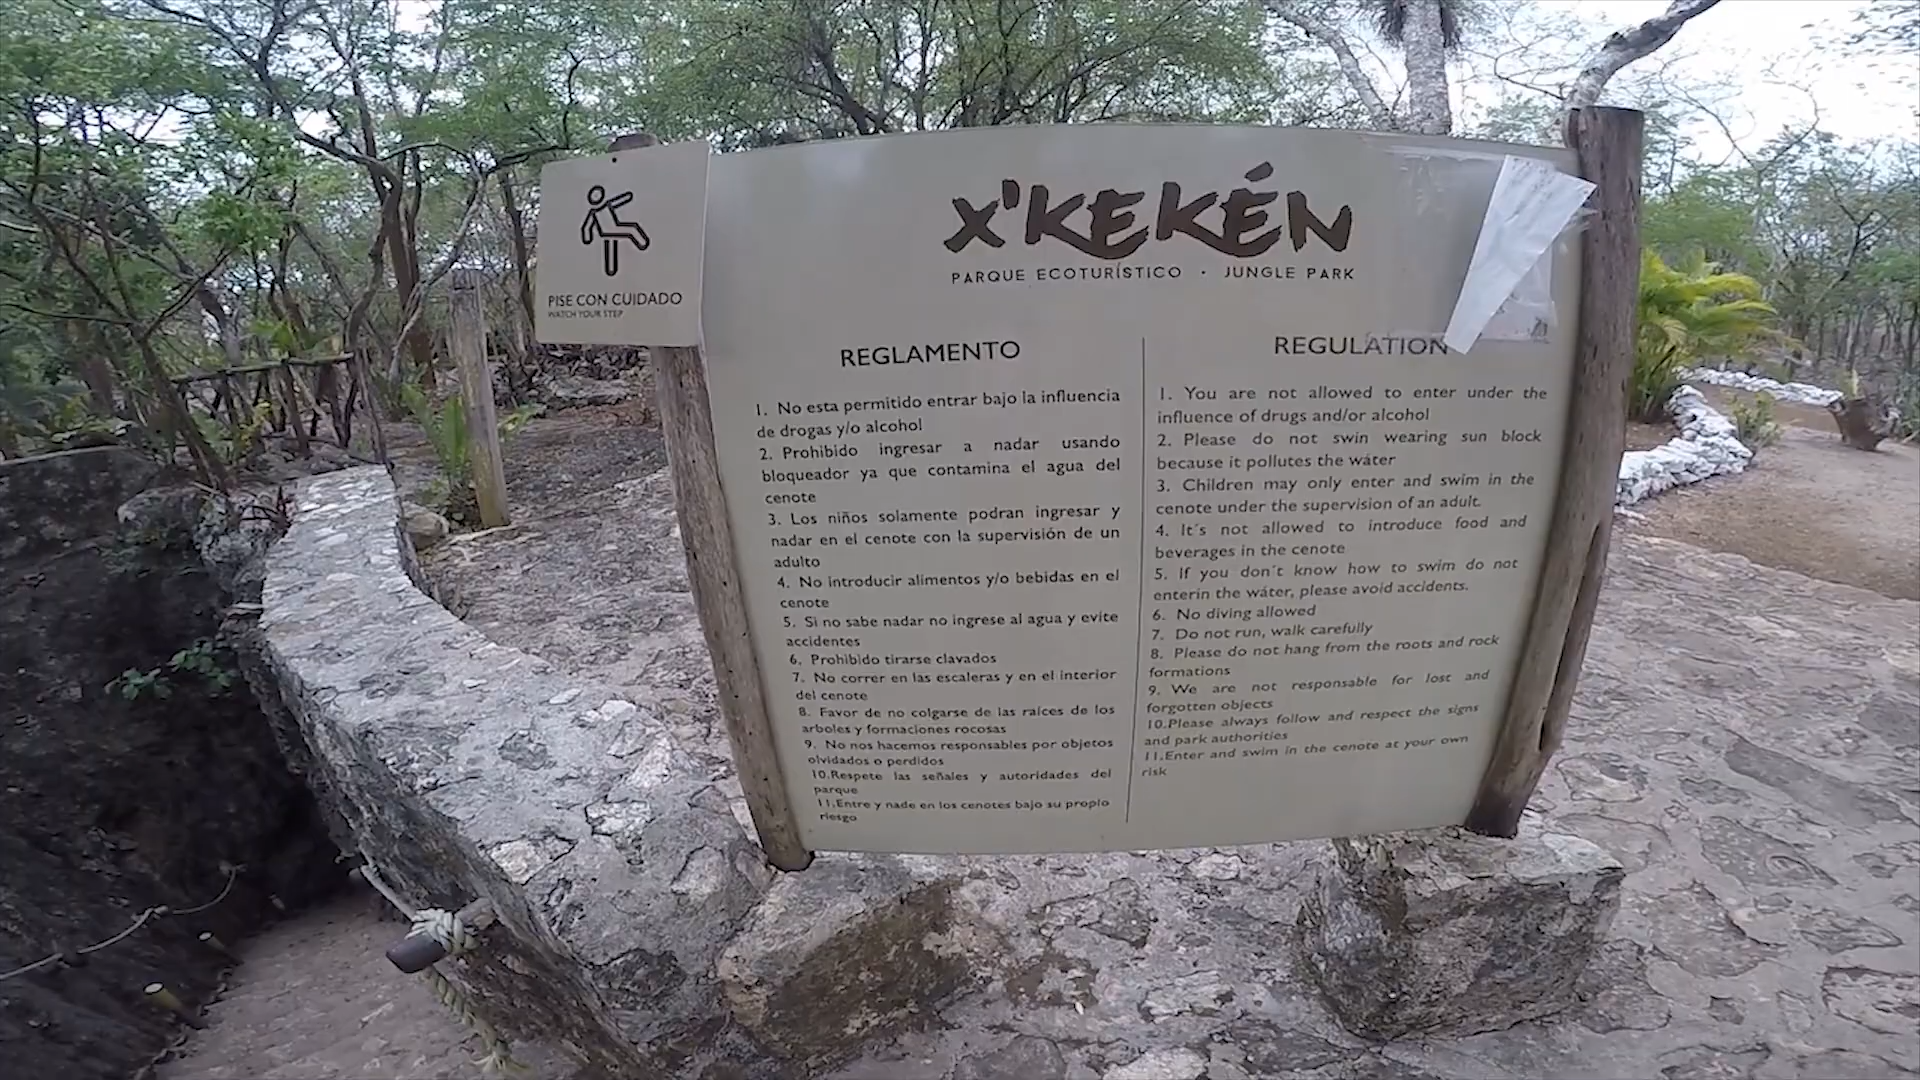 PISE CON CUIDADO
WATCH YOUR STEP
X'KEKÉN
PARQUE ECOTURÍSTICO · JUNGLE PARK
REGLAMENTO
1. No esta permitido entrar bajo la influencia
de drogas y/o alcohol
2. Prohibido ingresar a nadar usando
bloqueador ya que contamina el agua del
cenote
3. Los niños solamente podran ingresar y
nadar en el cenote con la supervisión de un
adulto
4. No introducir alimentos y/o bebidas en el
cenote
5. Si no sabe nadar no ingrese al agua y evite
accidentes
6. Prohibido tirarse clavados
7. No correr en las escaleras y en el interior
del cenote
8. Favor de no colgarse de las raíces de los
arboles y formaciones rocosas
9. No nos hacemos responsables por objetos
olvidados o perdidos
10.Respete las señales y autoridades del
parque
11.Entre y nade en los cenotes bajo su propio
riesgo
REGULATION
1. You are not allowed to enter under the
influence of drugs and/or alcohol
2. Please do not swin wearing sun block
because it pollutes the wáter
3. Children may only enter and swim in the
cenote under the supervision of an adult.
4. It´s not allowed to introduce food and
beverages in the cenote
5. If you don´t know how to swim do not
enterin the wáter, please avoid accidents.
6. No diving allowed
7. Do not run, walk carefully
8. Please do not hang from the roots and rock
formations
9. We are not responsable for lost and
forgotten objects
10.Please always follow and respect the signs
and park authorities
11.Enter and swim in the cenote at your own
risk